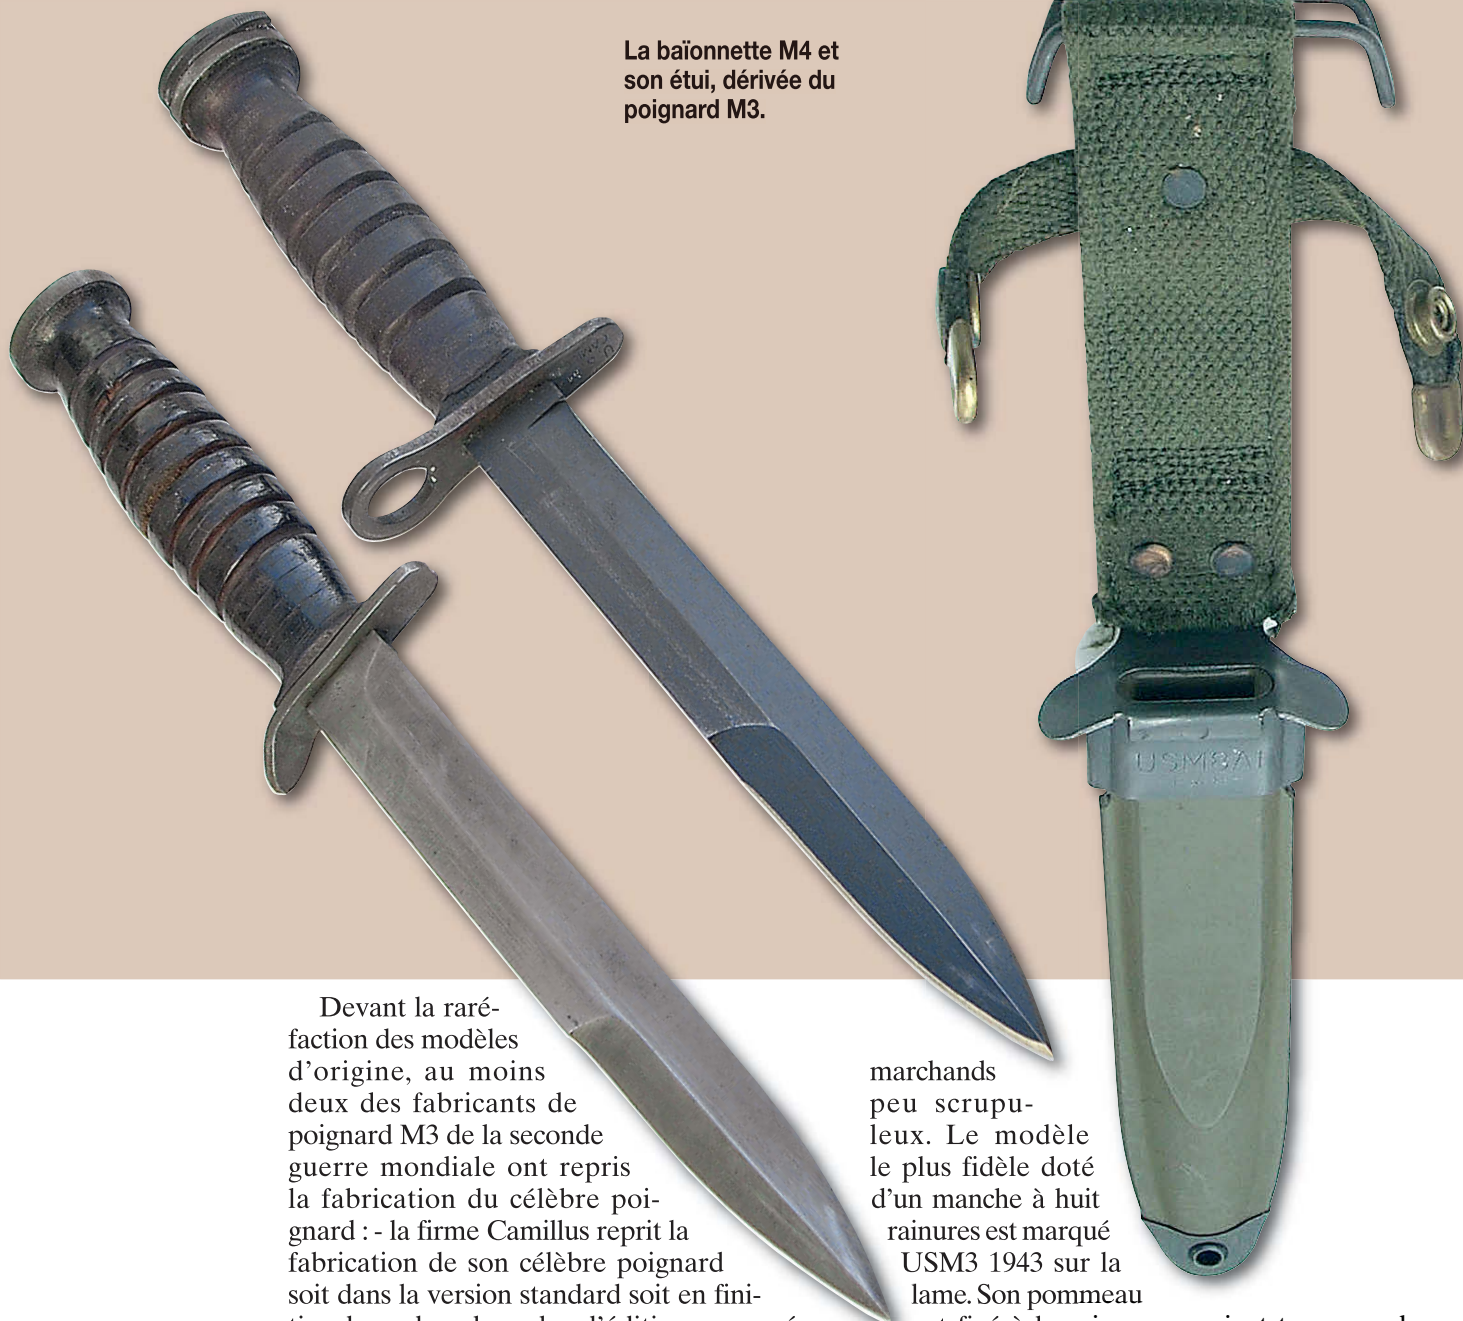 La baïonnette M4 et
son étui, dérivée du
poignard M3.
USM8A1
Devant la raré-
faction des modèles
d'origine, au moins
deux des fabricants de
poignard M3 de la seconde
guerre mondiale ont repris
la fabrication du célèbre poi-
gnard : - la firme Camillus reprit la
fabrication de son célèbre poignard
soit dans la version standard soit en fini-
marchands
peu scrupu-
leux. Le modèle
le plus fidèle doté
d'un manche à huit
rainures est marqué
USM3 1943 sur la
lame. Son pommeau